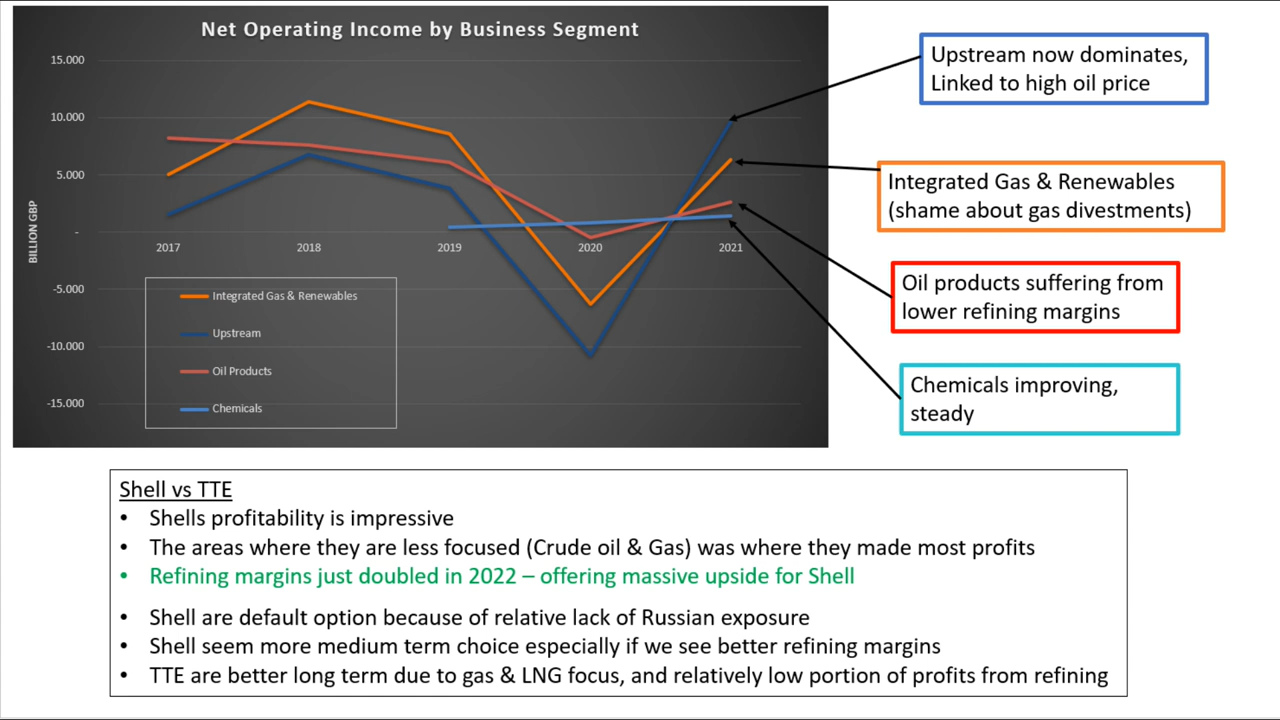 Net Operating Income by Business Segment
15.000
10.000
5.000
-
-5.000
-10.000
-15.000
BILLION GBP
2017
2018
2019
2020
2021
Integrated Gas & Renewables
Upstream
Oil Products
Chemicals
Upstream now dominates,
Linked to high oil price
Integrated Gas & Renewables
(shame about gas divestments)
Oil products suffering from
lower refining margins
Chemicals improving,
steady
Shell vs TTE
• Shells profitability is impressive
• The areas where they are less focused (Crude oil & Gas) was where they made most profits
• Refining margins just doubled in 2022 – offering massive upside for Shell
• Shell are default option because of relative lack of Russian exposure
• Shell seem more medium term choice especially if we see better refining margins
• TTE are better long term due to gas & LNG focus, and relatively low portion of profits from refining